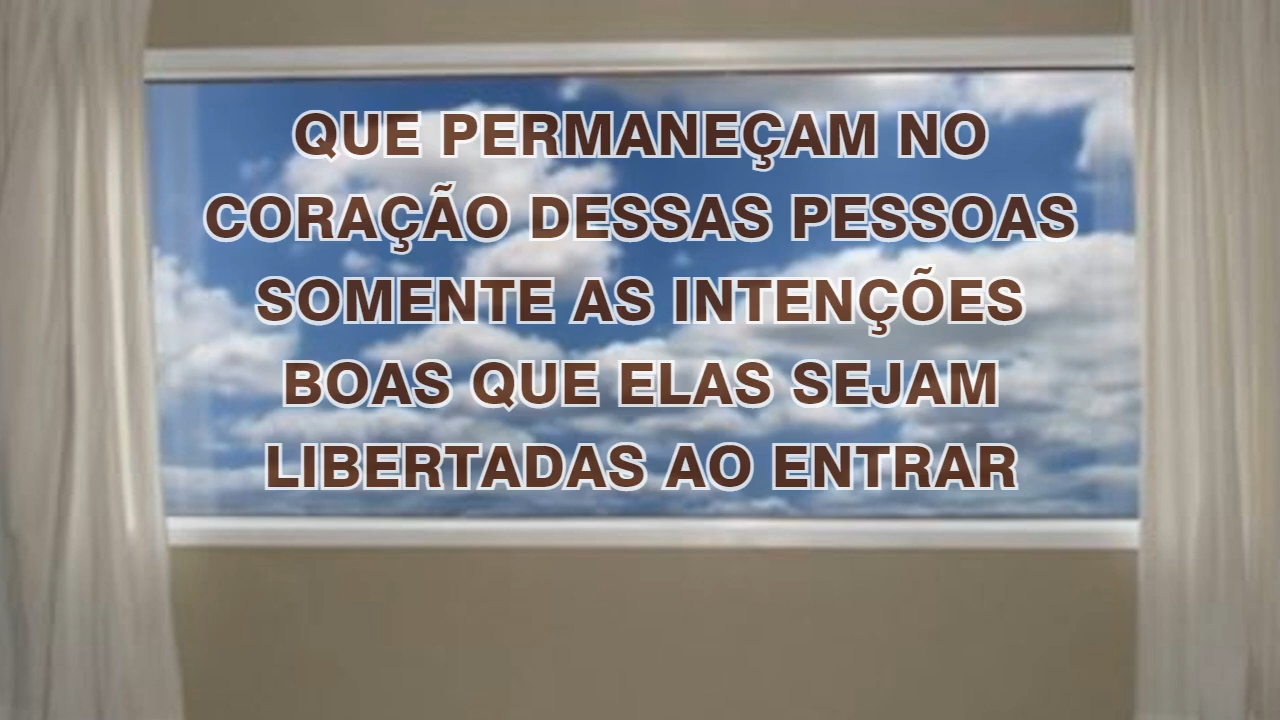 QUE PERMANEÇAM NO
CORAÇÃO DESSAS PESSOAS
SOMENTE AS INTENÇÕES
BOAS QUE ELAS SEJAM
LIBERTADAS AO ENTRAR